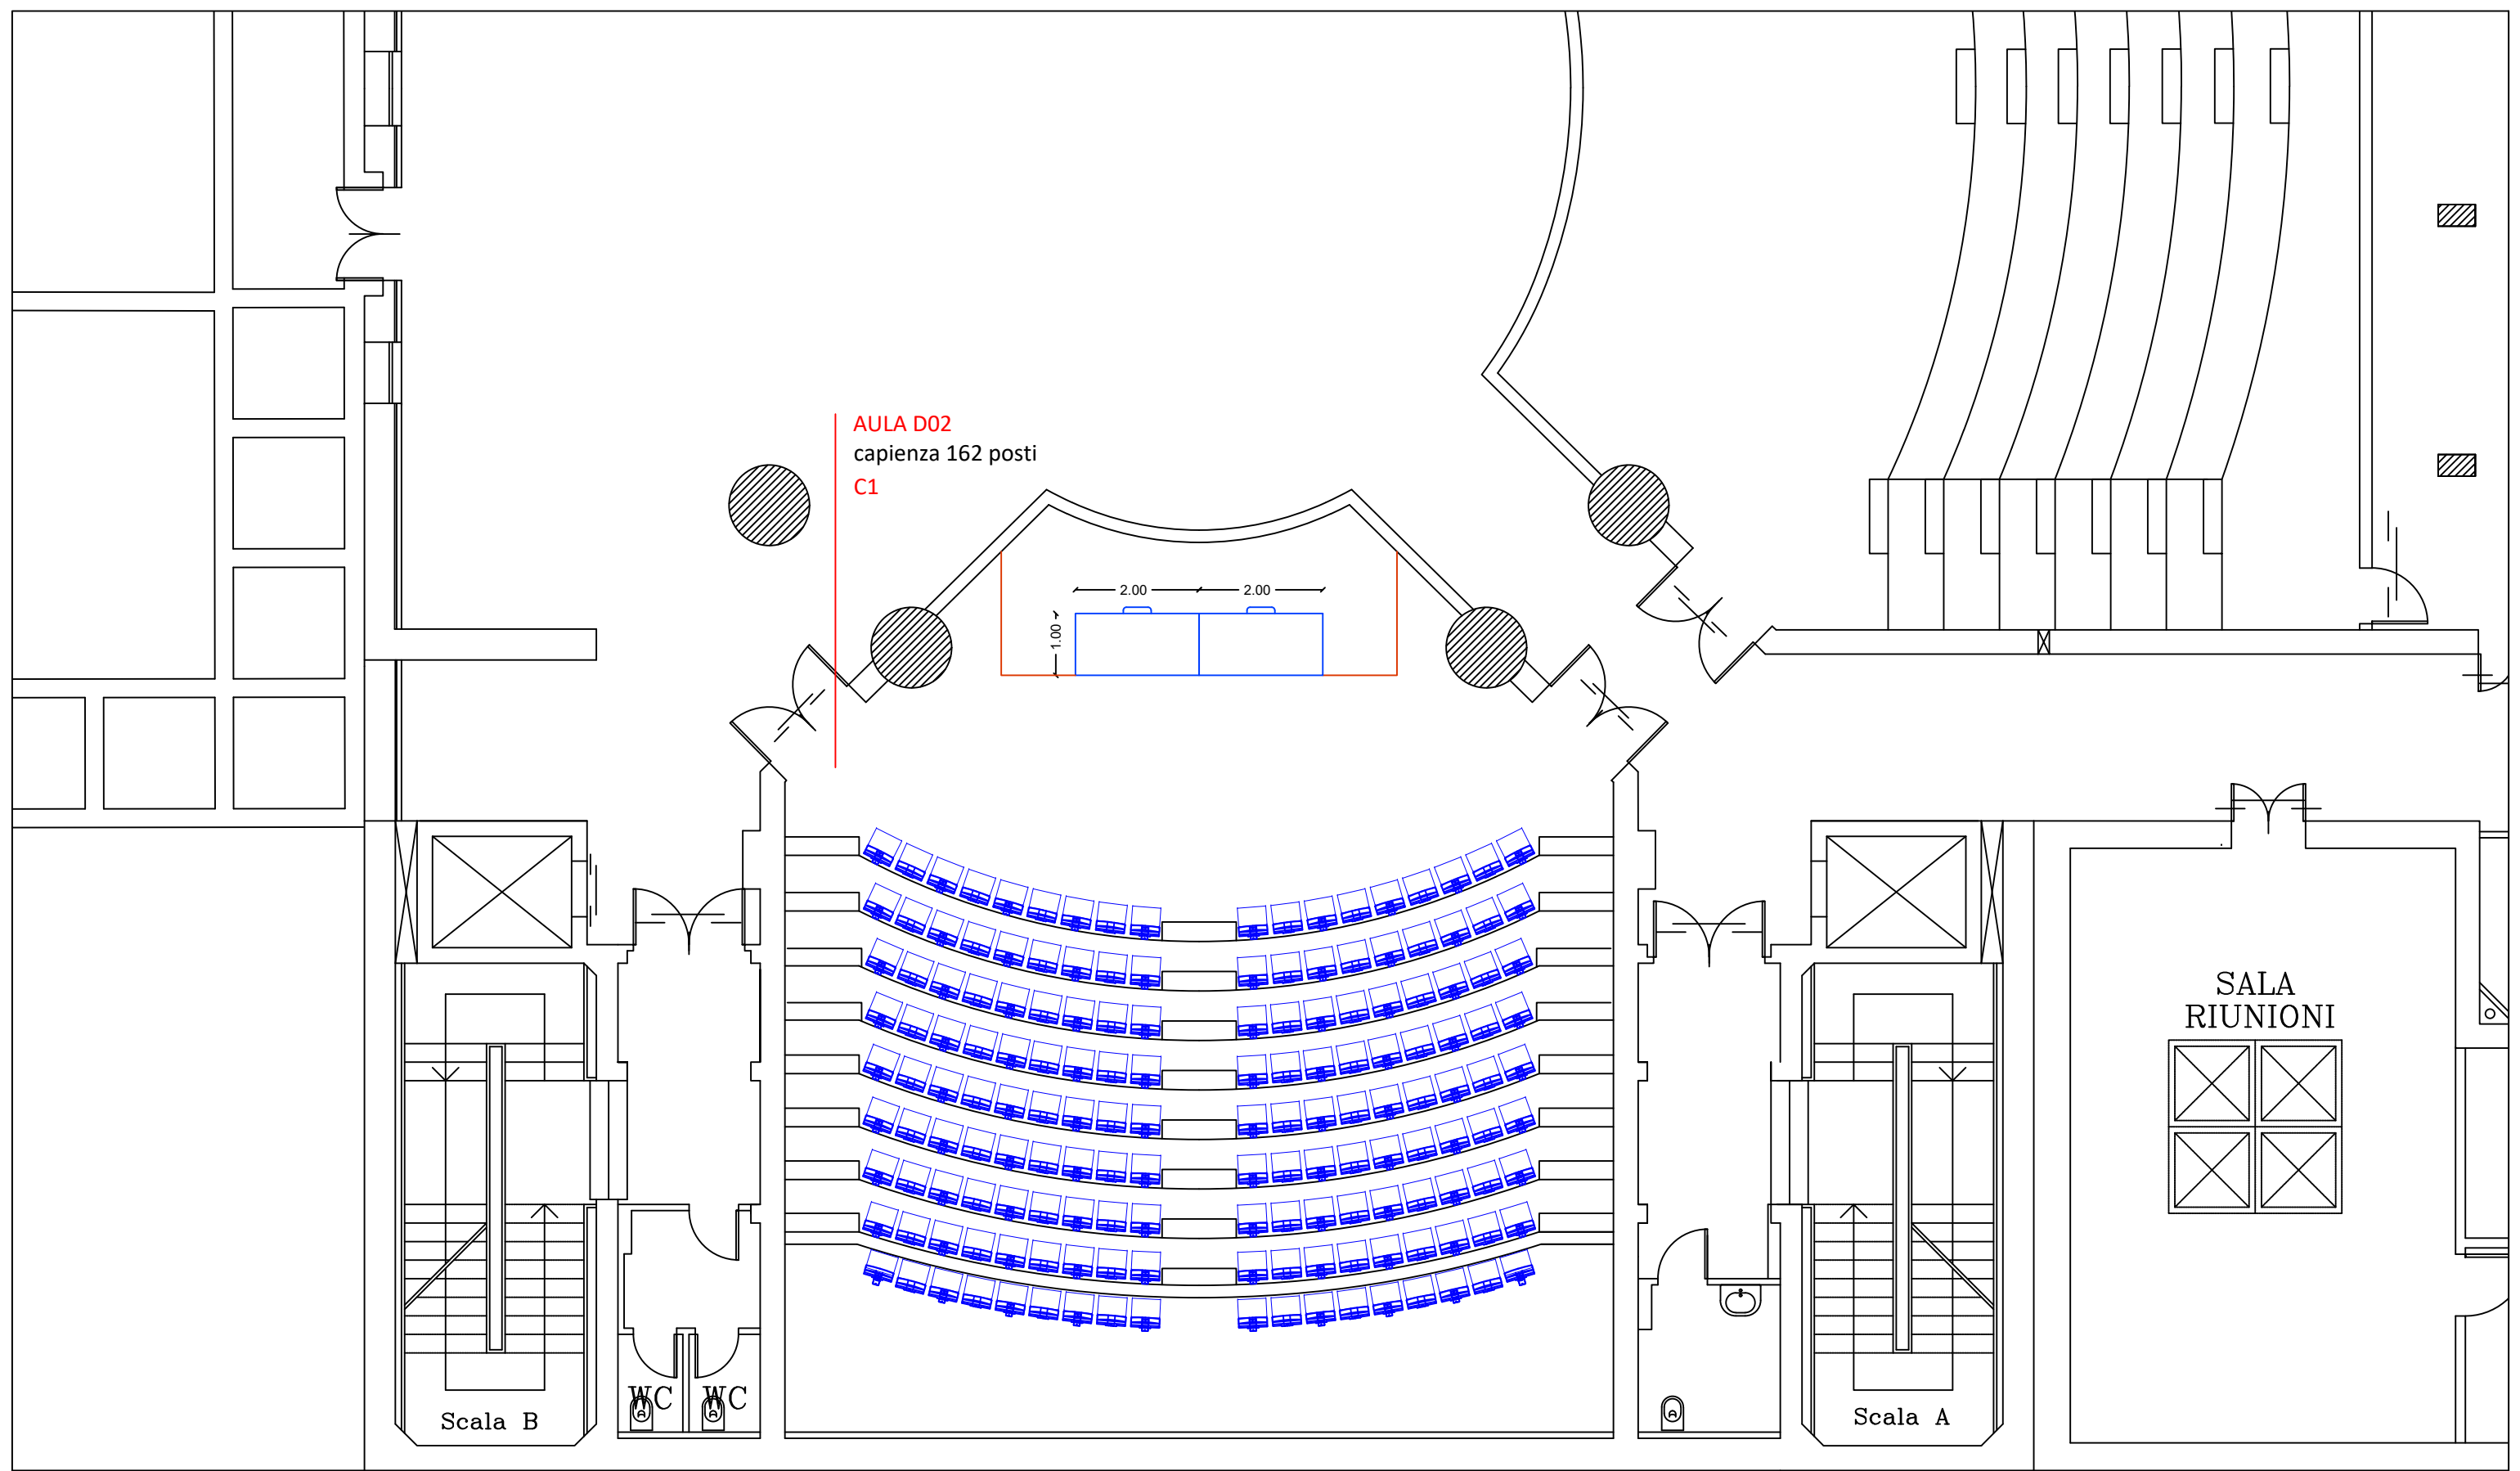 AULA D02
capienza 162 posti
C1
2.00
2.00
1.00
SALA
RIUNIONI
WC
WC
Scala B
Scala A